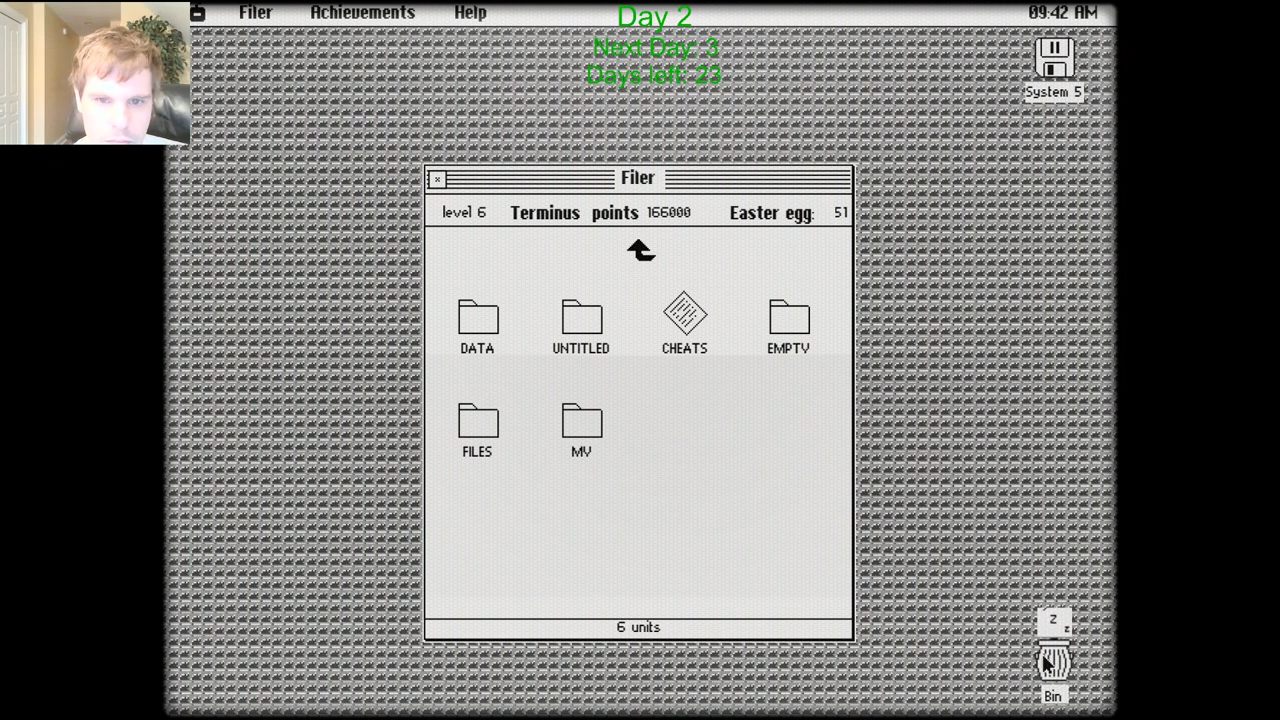 Filer Achievements Help 09:42 AM
Day 2
Next Day: 3
Days left: 23
System 5
Filer
level 6 Terminus points 166000 Easter egg: 51
DATA UNTITLED CHEATS EMPTY
FILES MV
6 units
Z z
Bin